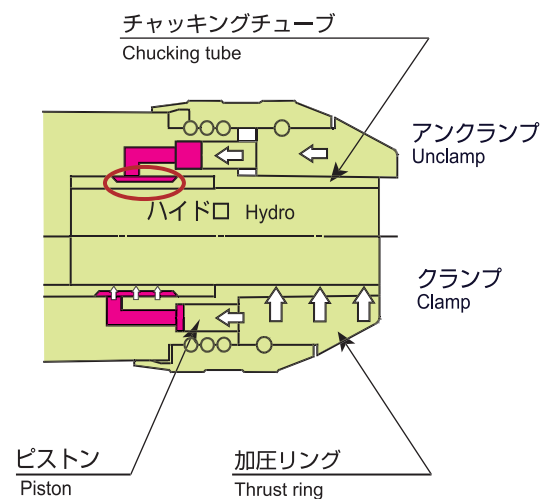 チャッキングチューブ
Chucking tube
アンクランプ
Unclamp
ハイドロ Hydro
クランプ
Clamp
ピストン
Piston
加圧リング
Thrust ring